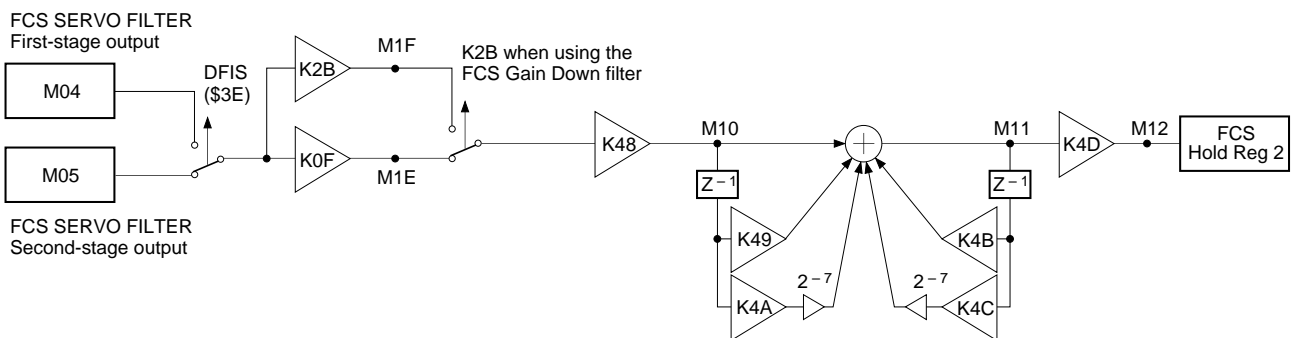 FCS SERVO FILTER
First-stage output
M04
DFIS
($3E)
K2B
M1F
K2B when using the
FCS Gain Down filter
M05
FCS SERVO FILTER
Second-stage output
K0F
M1E
K48
M10
M11
K4D
M12
FCS
Hold Reg 2
Z – 1
Z – 1
K49
K4B
2 – 7
2 – 7
K4A
K4C